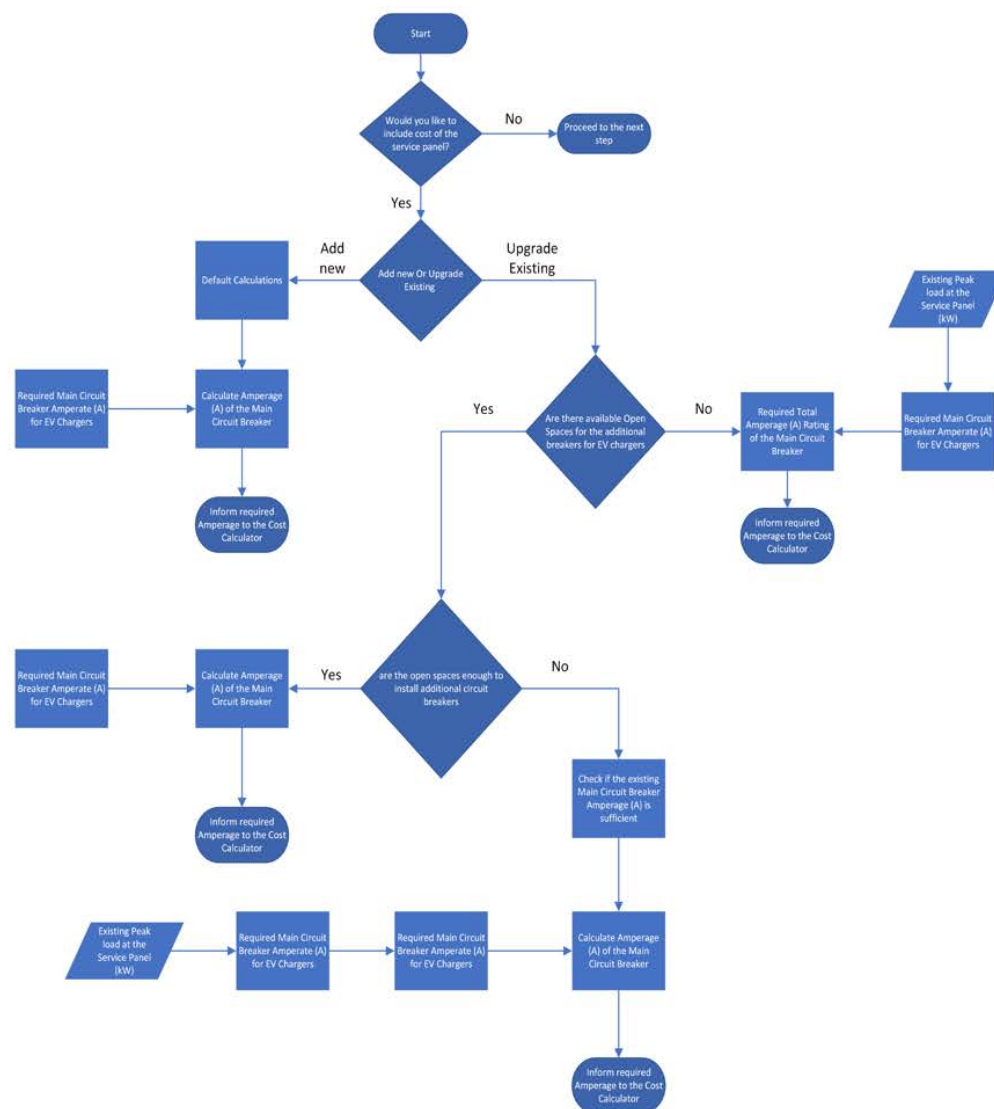 Start
Would you like to
include cost of the
service panel?
No
Proceed to the next
step
Yes
Add
new
Upgrade
Existing
Default Calculations
Add new Or Upgrade
Existing
Existing Peak
load at the
Service Panel
(kW)
Required Main Circuit
Breaker Amperate (A)
for EV Chargers
Calculate Amperage
(A) of the Main
Circuit Breaker
Yes
Are there available Open
Spaces for the additional
breakers for EV chargers
No
Required Total
Amperage (A) Rating
of the Main Circuit
Breaker
Required Main Circuit
Breaker Amperate (A)
for EV Chargers
Inform required
Amperage to the Cost
Calculator
Inform required
Amperage to the Cost
Calculator
Required Main Circuit
Breaker Amperate (A)
for EV Chargers
Calculate Amperage
(A) of the Main
Circuit Breaker
Yes
are the open spaces enough to
install additional circuit
breakers
No
Check if the existing
Main Circuit Breaker
Amperage (A) is
sufficient
Inform required
Amperage to the Cost
Calculator
Existing Peak
load at the
Service Panel
(kW)
Required Main Circuit
Breaker Amperate (A)
for EV Chargers
Required Main Circuit
Breaker Amperate (A)
for EV Chargers
Calculate Amperage
(A) of the Main
Circuit Breaker
Inform required
Amperage to the Cost
Calculator